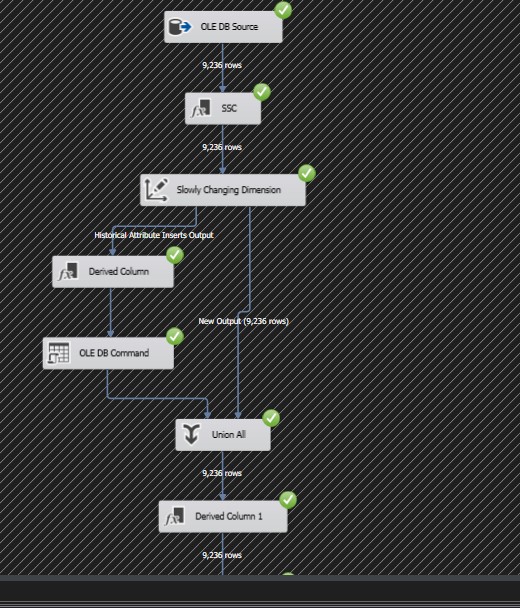 OLE DB Source
9,236 rows
SSC
9,236 rows
Slowly Changing Dimension
Historical Attribute Inserts Output
Derived Column
New Output (9,236 rows)
OLE DB Command
Union All
9,236 rows
Derived Column 1
9,236 rows